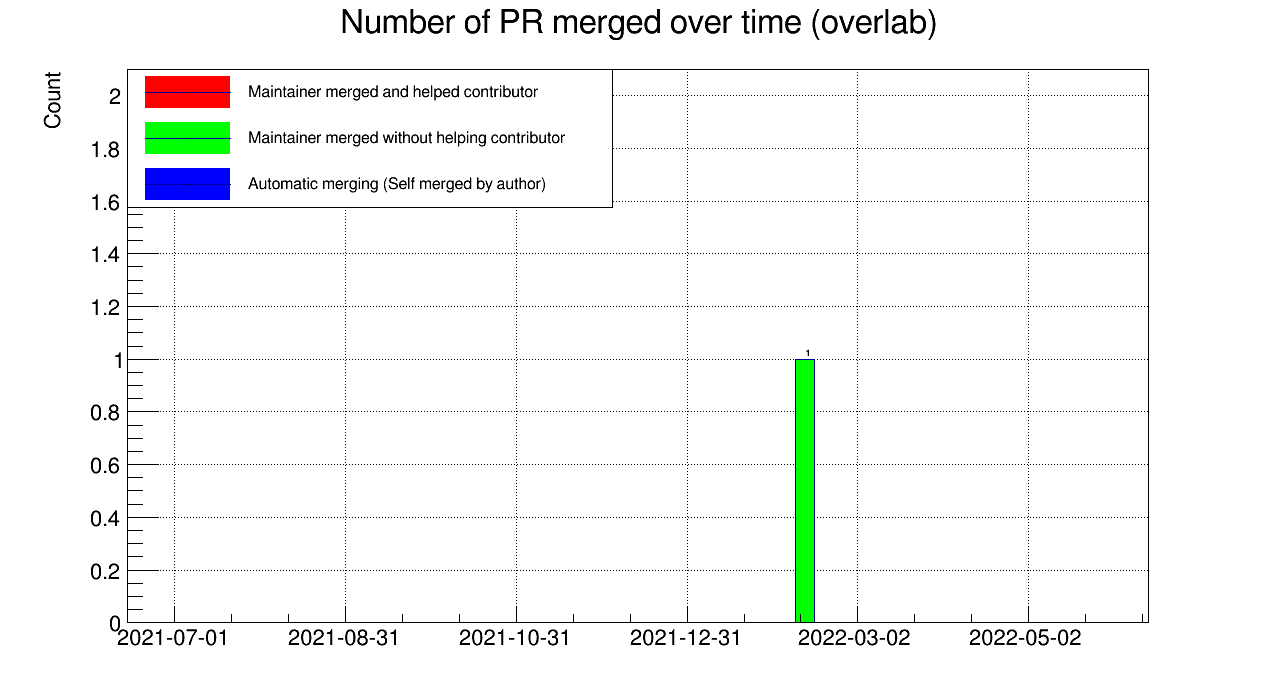 Number of PR merged over time (overlab)
Count
Maintainer merged and helped contributor
Maintainer merged without helping contributor
Automatic merging (Self merged by author)
2
1.8
1.6
1.4
1.2
1
0.8
0.6
0.4
0.2
0
1
2021-07-01 2021-08-31 2021-10-31 2021-12-31 2022-03-02 2022-05-02